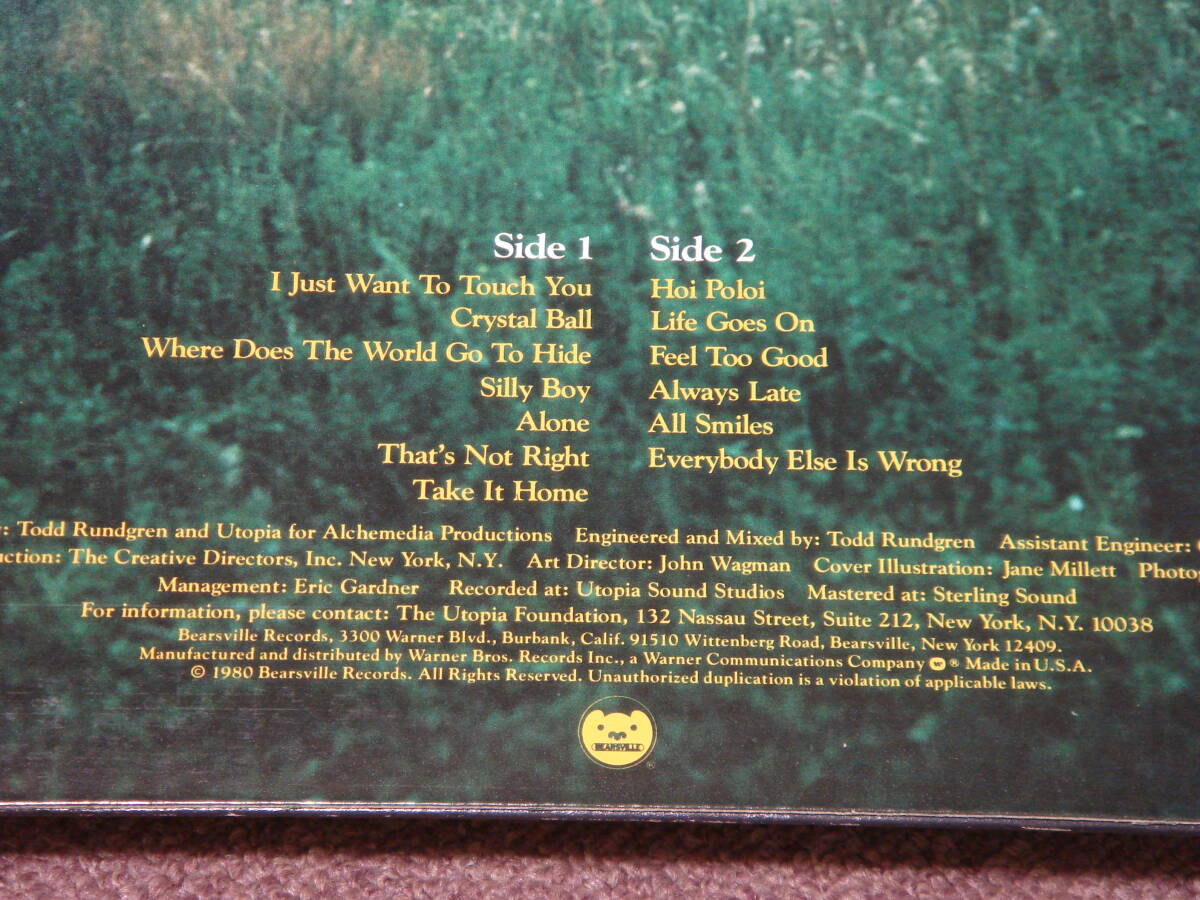 Side 1
I Just Want To Touch You
Crystal Ball
Where Does The World Go To Hide
Silly Boy
Alone
That's Not Right
Take It Home
Side 2
Hoi Poloi
Life Goes On
Feel Too Good
Always Late
All Smiles
Everybody Else Is Wrong
: Todd Rundgren and Utopia for Alchemedia Productions Engineered and Mixed by: Todd Rundgren Assistant Engineer:
uction: The Creative Directors, Inc. New York, N.Y. Art Director: John Wagman Cover Illustration: Jane Millett Photo
Management: Eric Gardner Recorded at: Utopia Sound Studios Mastered at: Sterling Sound
For information, please contact: The Utopia Foundation, 132 Nassau Street, Suite 212, New York, N.Y. 10038
Bearsville Records, 3300 Warner Blvd., Burbank, Calif. 91510 Wittenberg Road, Bearsville, New York 12409.
Manufactured and distributed by Warner Bros. Records Inc., a Warner Communications Company ® Made in U.S.A.
© 1980 Bearsville Records. All Rights Reserved. Unauthorized duplication is a violation of applicable laws.
BEARSVILLE
®